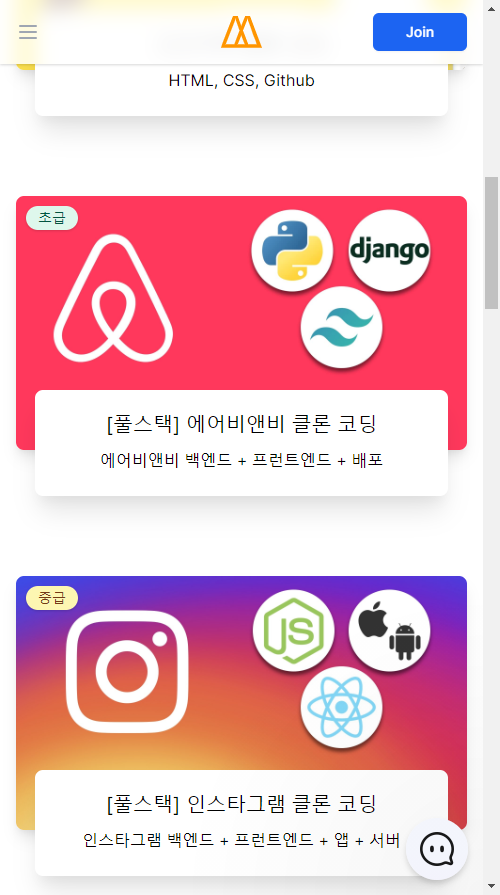 Join
HTML, CSS, Github
초급
django
[풀스택] 에어비앤비 클론 코딩
에어비앤비 백엔드 + 프런트엔드 + 배포
중급
JS
[풀스택] 인스타그램 클론 코딩
인스타그램 백엔드 + 프런트엔드 + 앱 + 서버